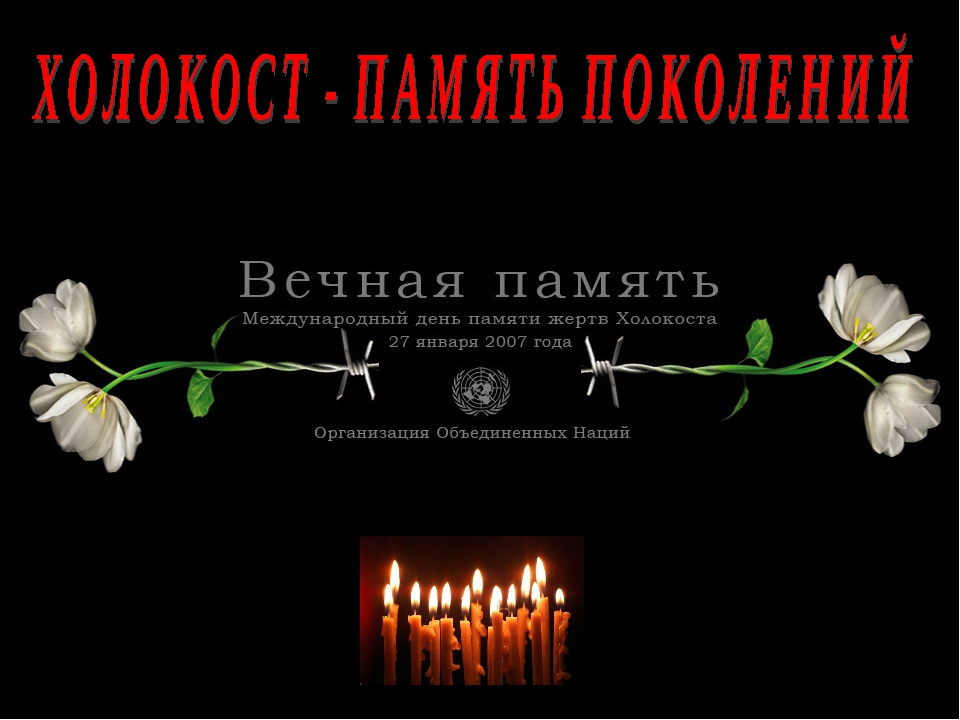 ХОЛОКОСТ - ПАМЯТЬ ПОКОЛЕНИЙ
Вечная память
Международный день памяти жертв Холокоста
27 января 2007 года
Организация Объединенных Наций